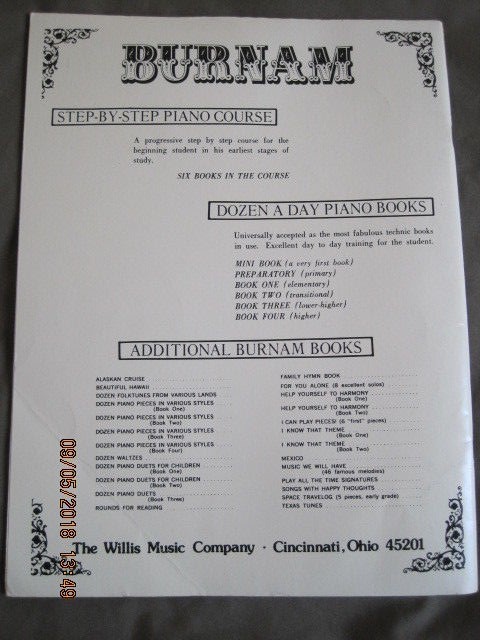 BURNAM
STEP-BY-STEP PIANO COURSE
A progressive step by step course for the
beginning student in his earliest stages of
study.
SIX BOOKS IN THE COURSE
DOZEN A DAY PIANO BOOKS
Universally accepted as the most fabulous technic books
in use. Excellent day to day training for the student.
MINI BOOK (a very first book)
PREPARATORY (primary)
BOOK ONE (elementary)
BOOK TWO (transitional)
BOOK THREE (lower-higher)
BOOK FOUR (higher)
ADDITIONAL BURNAM BOOKS
ALASKAN CRUISE
BEAUTIFUL HAWAII
DOZEN FOLKTUNES FROM VARIOUS LANDS
DOZEN PIANO PIECES IN VARIOUS STYLES
(Book One)
DOZEN PIANO PIECES IN VARIOUS STYLES
(Book Two)
DOZEN PIANO PIECES IN VARIOUS STYLES
(Book Three)
DOZEN PIANO PIECES IN VARIOUS STYLES
(Book Four)
DOZEN WALTZES
DOZEN PIANO DUETS FOR CHILDREN
(Book One)
DOZEN PIANO DUETS FOR CHILDREN
(Book Two)
DOZEN PIANO DUETS
(Book Three)
ROUNDS FOR READING
FAMILY HYMN BOOK
FOR YOU ALONE (8 excellent solos)
HELP YOURSELF TO HARMONY
(Book One)
HELP YOURSELF TO HARMONY
(Book Two)
I CAN PLAY PIECES! (6 "first" pieces)
I KNOW THAT THEME
(Book One)
I KNOW THAT THEME
(Book Two)
MEXICO
MUSIC WE WILL HAVE
(46 famous melodies)
PLAY ALL THE TIME SIGNATURES
SONGS WITH HAPPY THOUGHTS
SPACE TRAVELOG (5 pieces, early grade)
TEXAS TUNES
The Willis Music Company · Cincinnati, Ohio 45201
09/05/2018 13:49